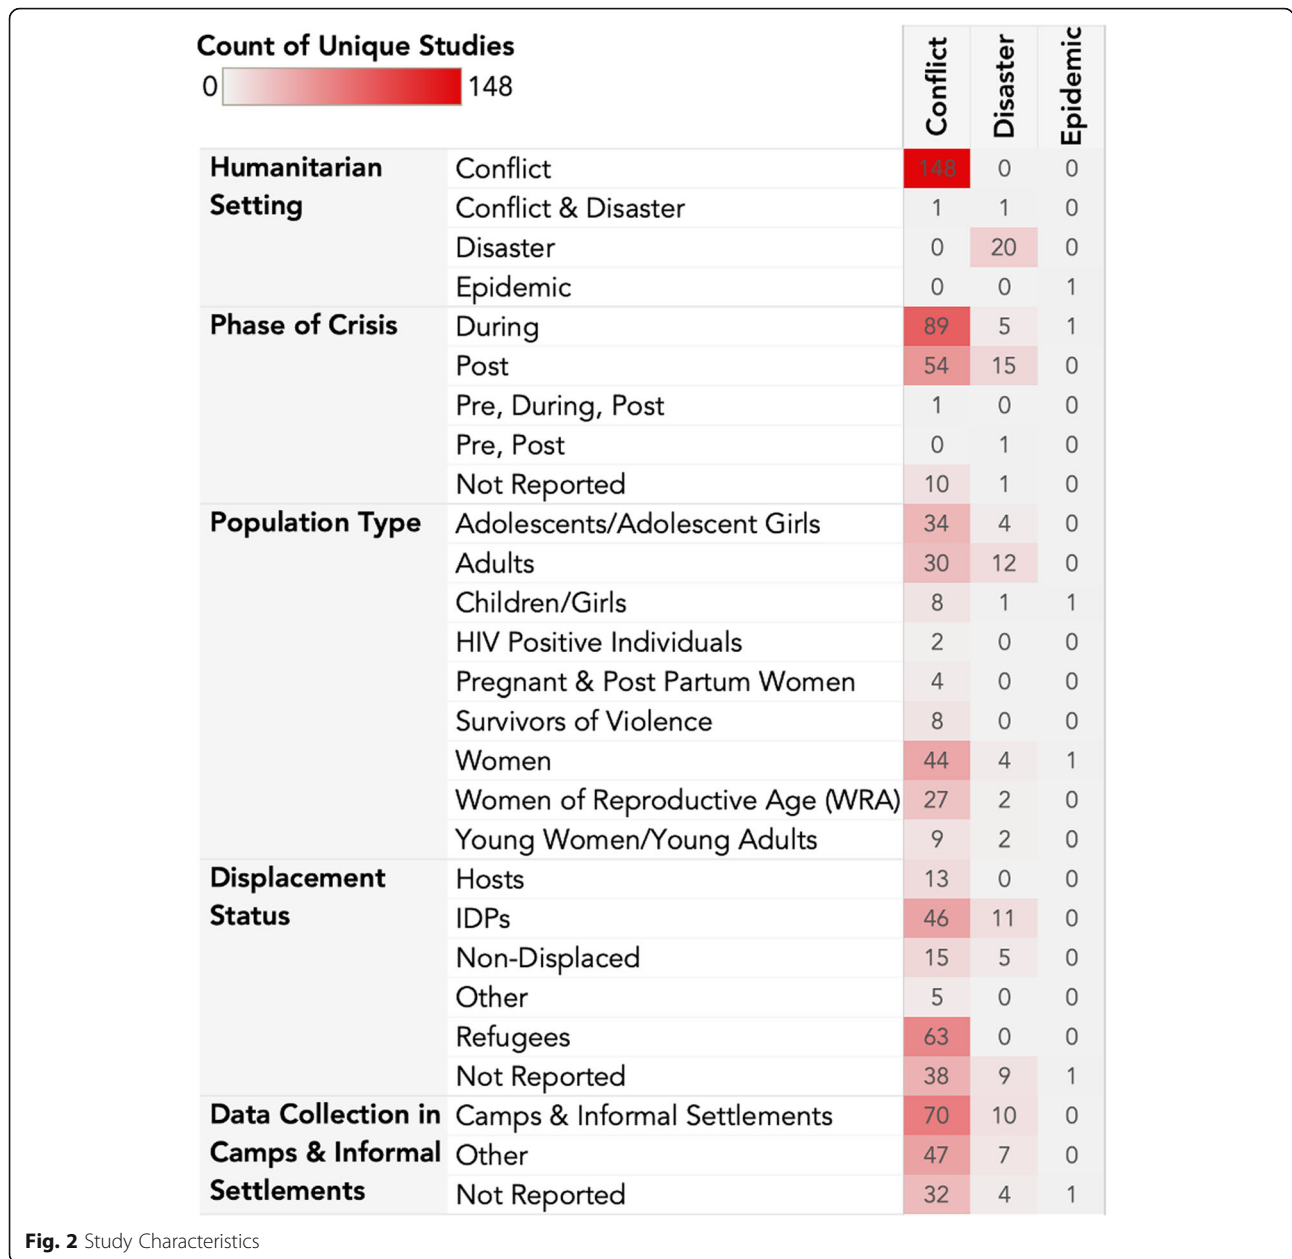 Count of Unique Studies
0 148
Conflict Disaster Epidemic
Humanitarian Setting Conflict 148 0 0
Conflict & Disaster 1 1 0
Disaster 0 20 0
Epidemic 0 0 1
Phase of Crisis During 89 5 1
Post 54 15 0
Pre, During, Post 1 0 0
Pre, Post 0 1 0
Not Reported 10 1 0
Population Type Adolescents/Adolescent Girls 34 4 0
Adults 30 12 0
Children/Girls 8 1 1
HIV Positive Individuals 2 0 0
Pregnant & Post Partum Women 4 0 0
Survivors of Violence 8 0 0
Women 44 4 1
Women of Reproductive Age (WRA) 27 2 0
Young Women/Young Adults 9 2 0
Displacement Status Hosts 13 0 0
IDPs 46 11 0
Non-Displaced 15 5 0
Other 5 0 0
Refugees 63 0 0
Not Reported 38 9 1
Data Collection in Camps & Informal Settlements Camps & Informal Settlements 70 10 0
Other 47 7 0
Not Reported 32 4 1
Fig. 2 Study Characteristics